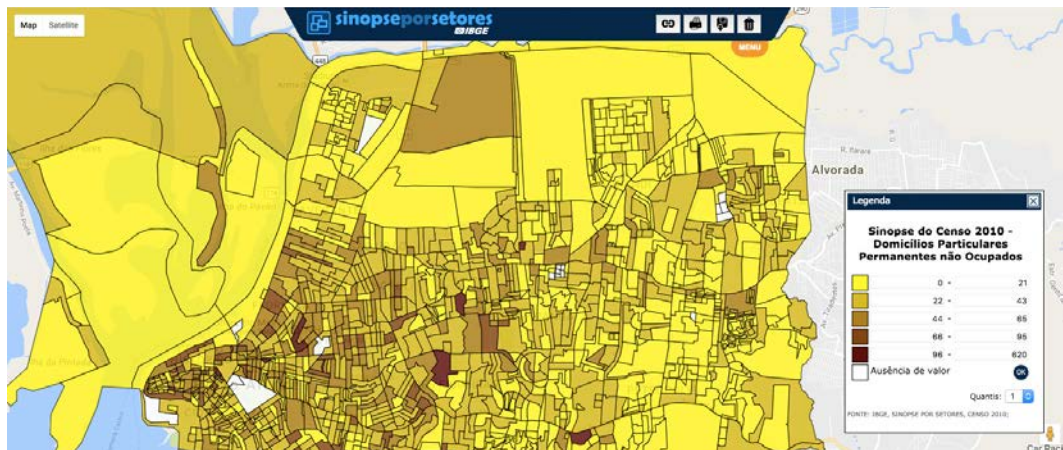 Map Satellite
sinopseporsetores
IBGE
MENU
448
Alvorada
R. Paraná
Legenda
Sinopse do Censo 2010 -
Domicílios Particulares
Permanentes não Ocupados
0 - 21
22 - 43
44 - 65
66 - 95
96 - 620
Ausência de valor OK
Quantis: 1
FONTE: IBGE, SINOPSE POR SETORES, CENSO 2010;